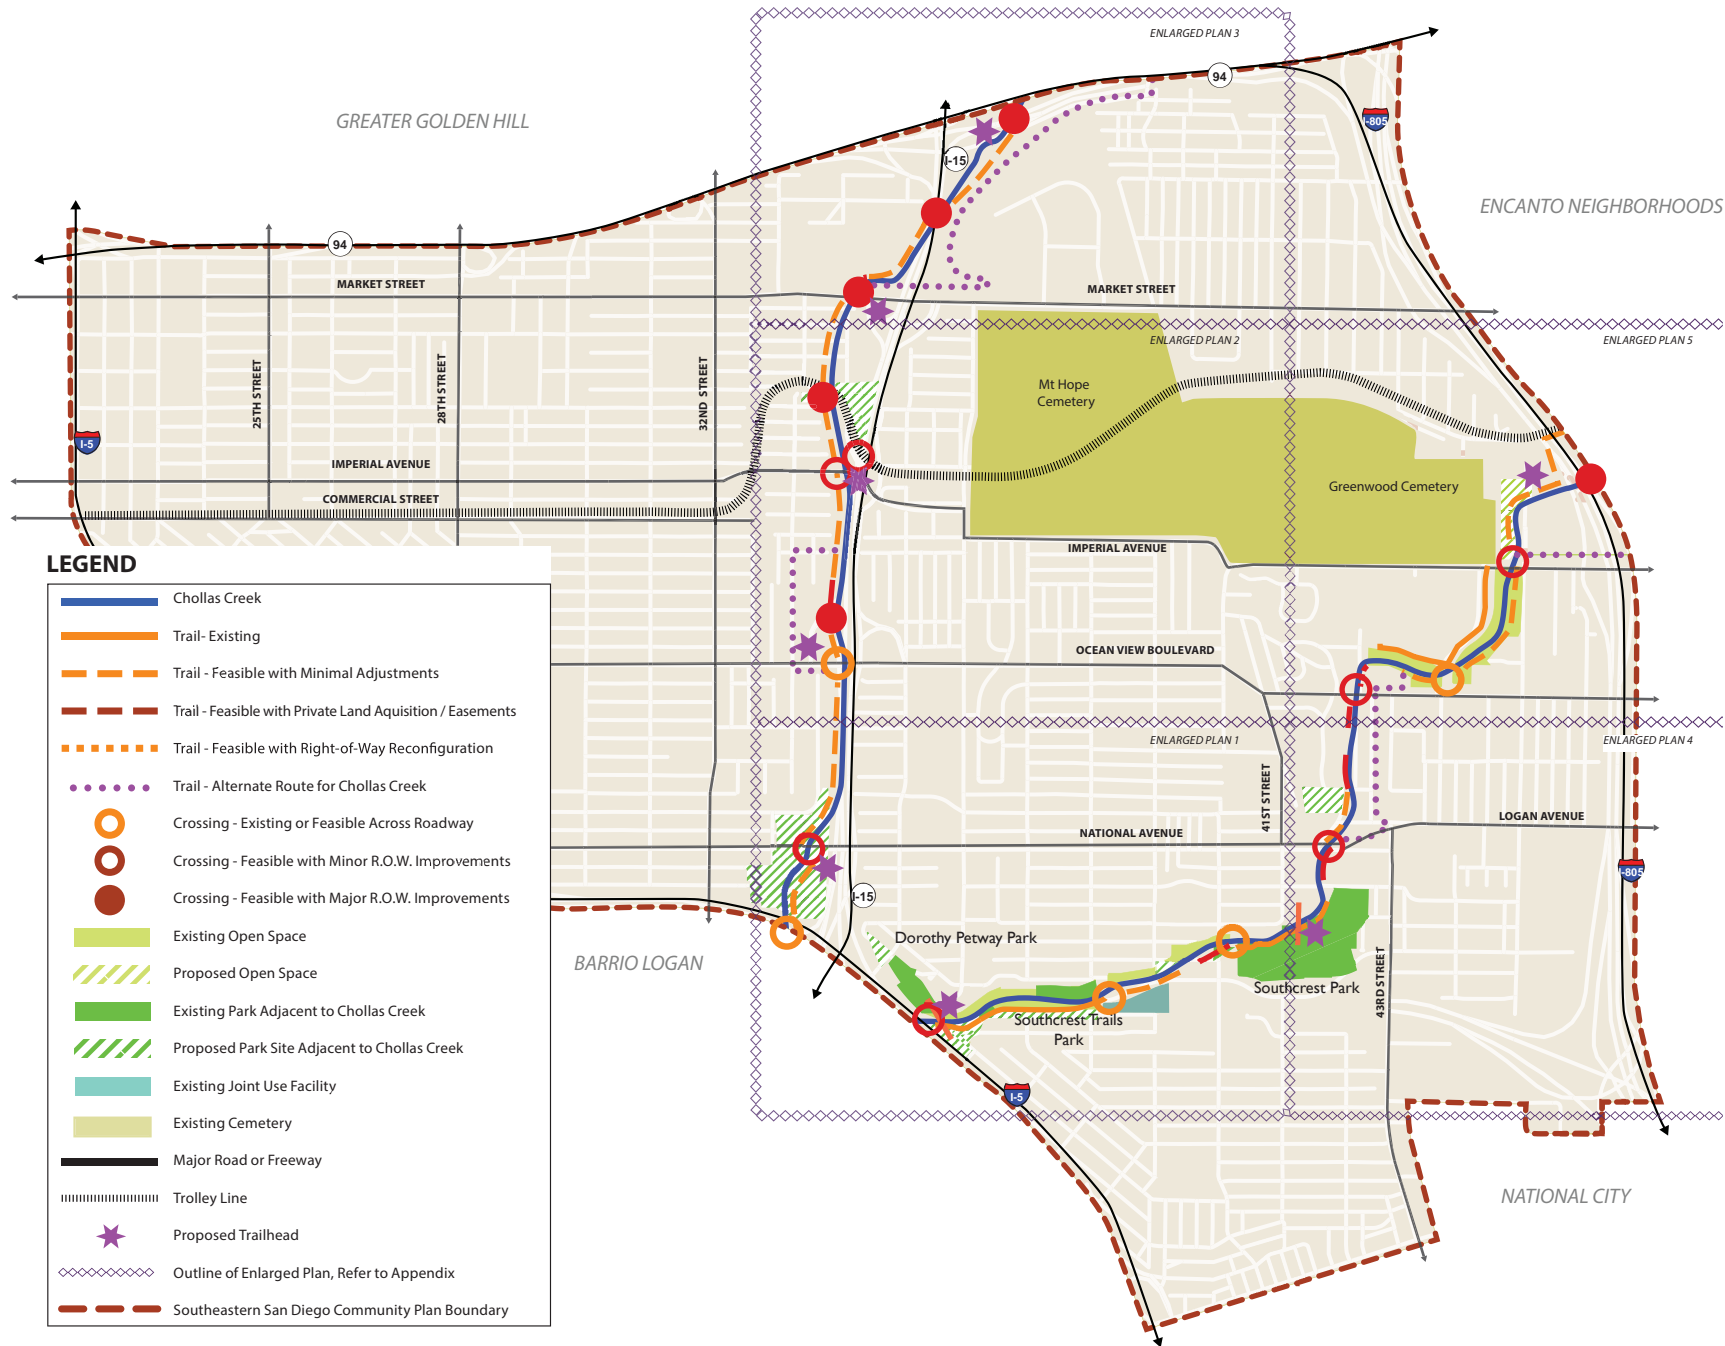 ENLARGED PLAN 3
94
GREATER GOLDEN HILL
I-805
I-15
ENCANTO NEIGHBORHOODS
94
MARKET STREET
MARKET STREET
ENLARGED PLAN 2
ENLARGED PLAN 5
25TH STREET
28TH STREET
32ND STREET
Mt Hope
Cemetery
I-5
IMPERIAL AVENUE
COMMERCIAL STREET
Greenwood Cemetery
IMPERIAL AVENUE
OCEAN VIEW BOULEVARD
ENLARGED PLAN 1
ENLARGED PLAN 4
41ST STREET
NATIONAL AVENUE
LOGAN AVENUE
I-805
I-15
Dorothy Petway Park
BARRIO LOGAN
Southcrest Park
43RD STREET
Southcrest Trails
Park
I-5
NATIONAL CITY
LEGEND
Chollas Creek
Trail- Existing
Trail - Feasible with Minimal Adjustments
Trail - Feasible with Private Land Aquisition / Easements
Trail - Feasible with Right-of-Way Reconfiguration
Trail - Alternate Route for Chollas Creek
Crossing - Existing or Feasible Across Roadway
Crossing - Feasible with Minor R.O.W. Improvements
Crossing - Feasible with Major R.O.W. Improvements
Existing Open Space
Proposed Open Space
Existing Park Adjacent to Chollas Creek
Proposed Park Site Adjacent to Chollas Creek
Existing Joint Use Facility
Existing Cemetery
Major Road or Freeway
Trolley Line
Proposed Trailhead
Outline of Enlarged Plan, Refer to Appendix
Southeastern San Diego Community Plan Boundary